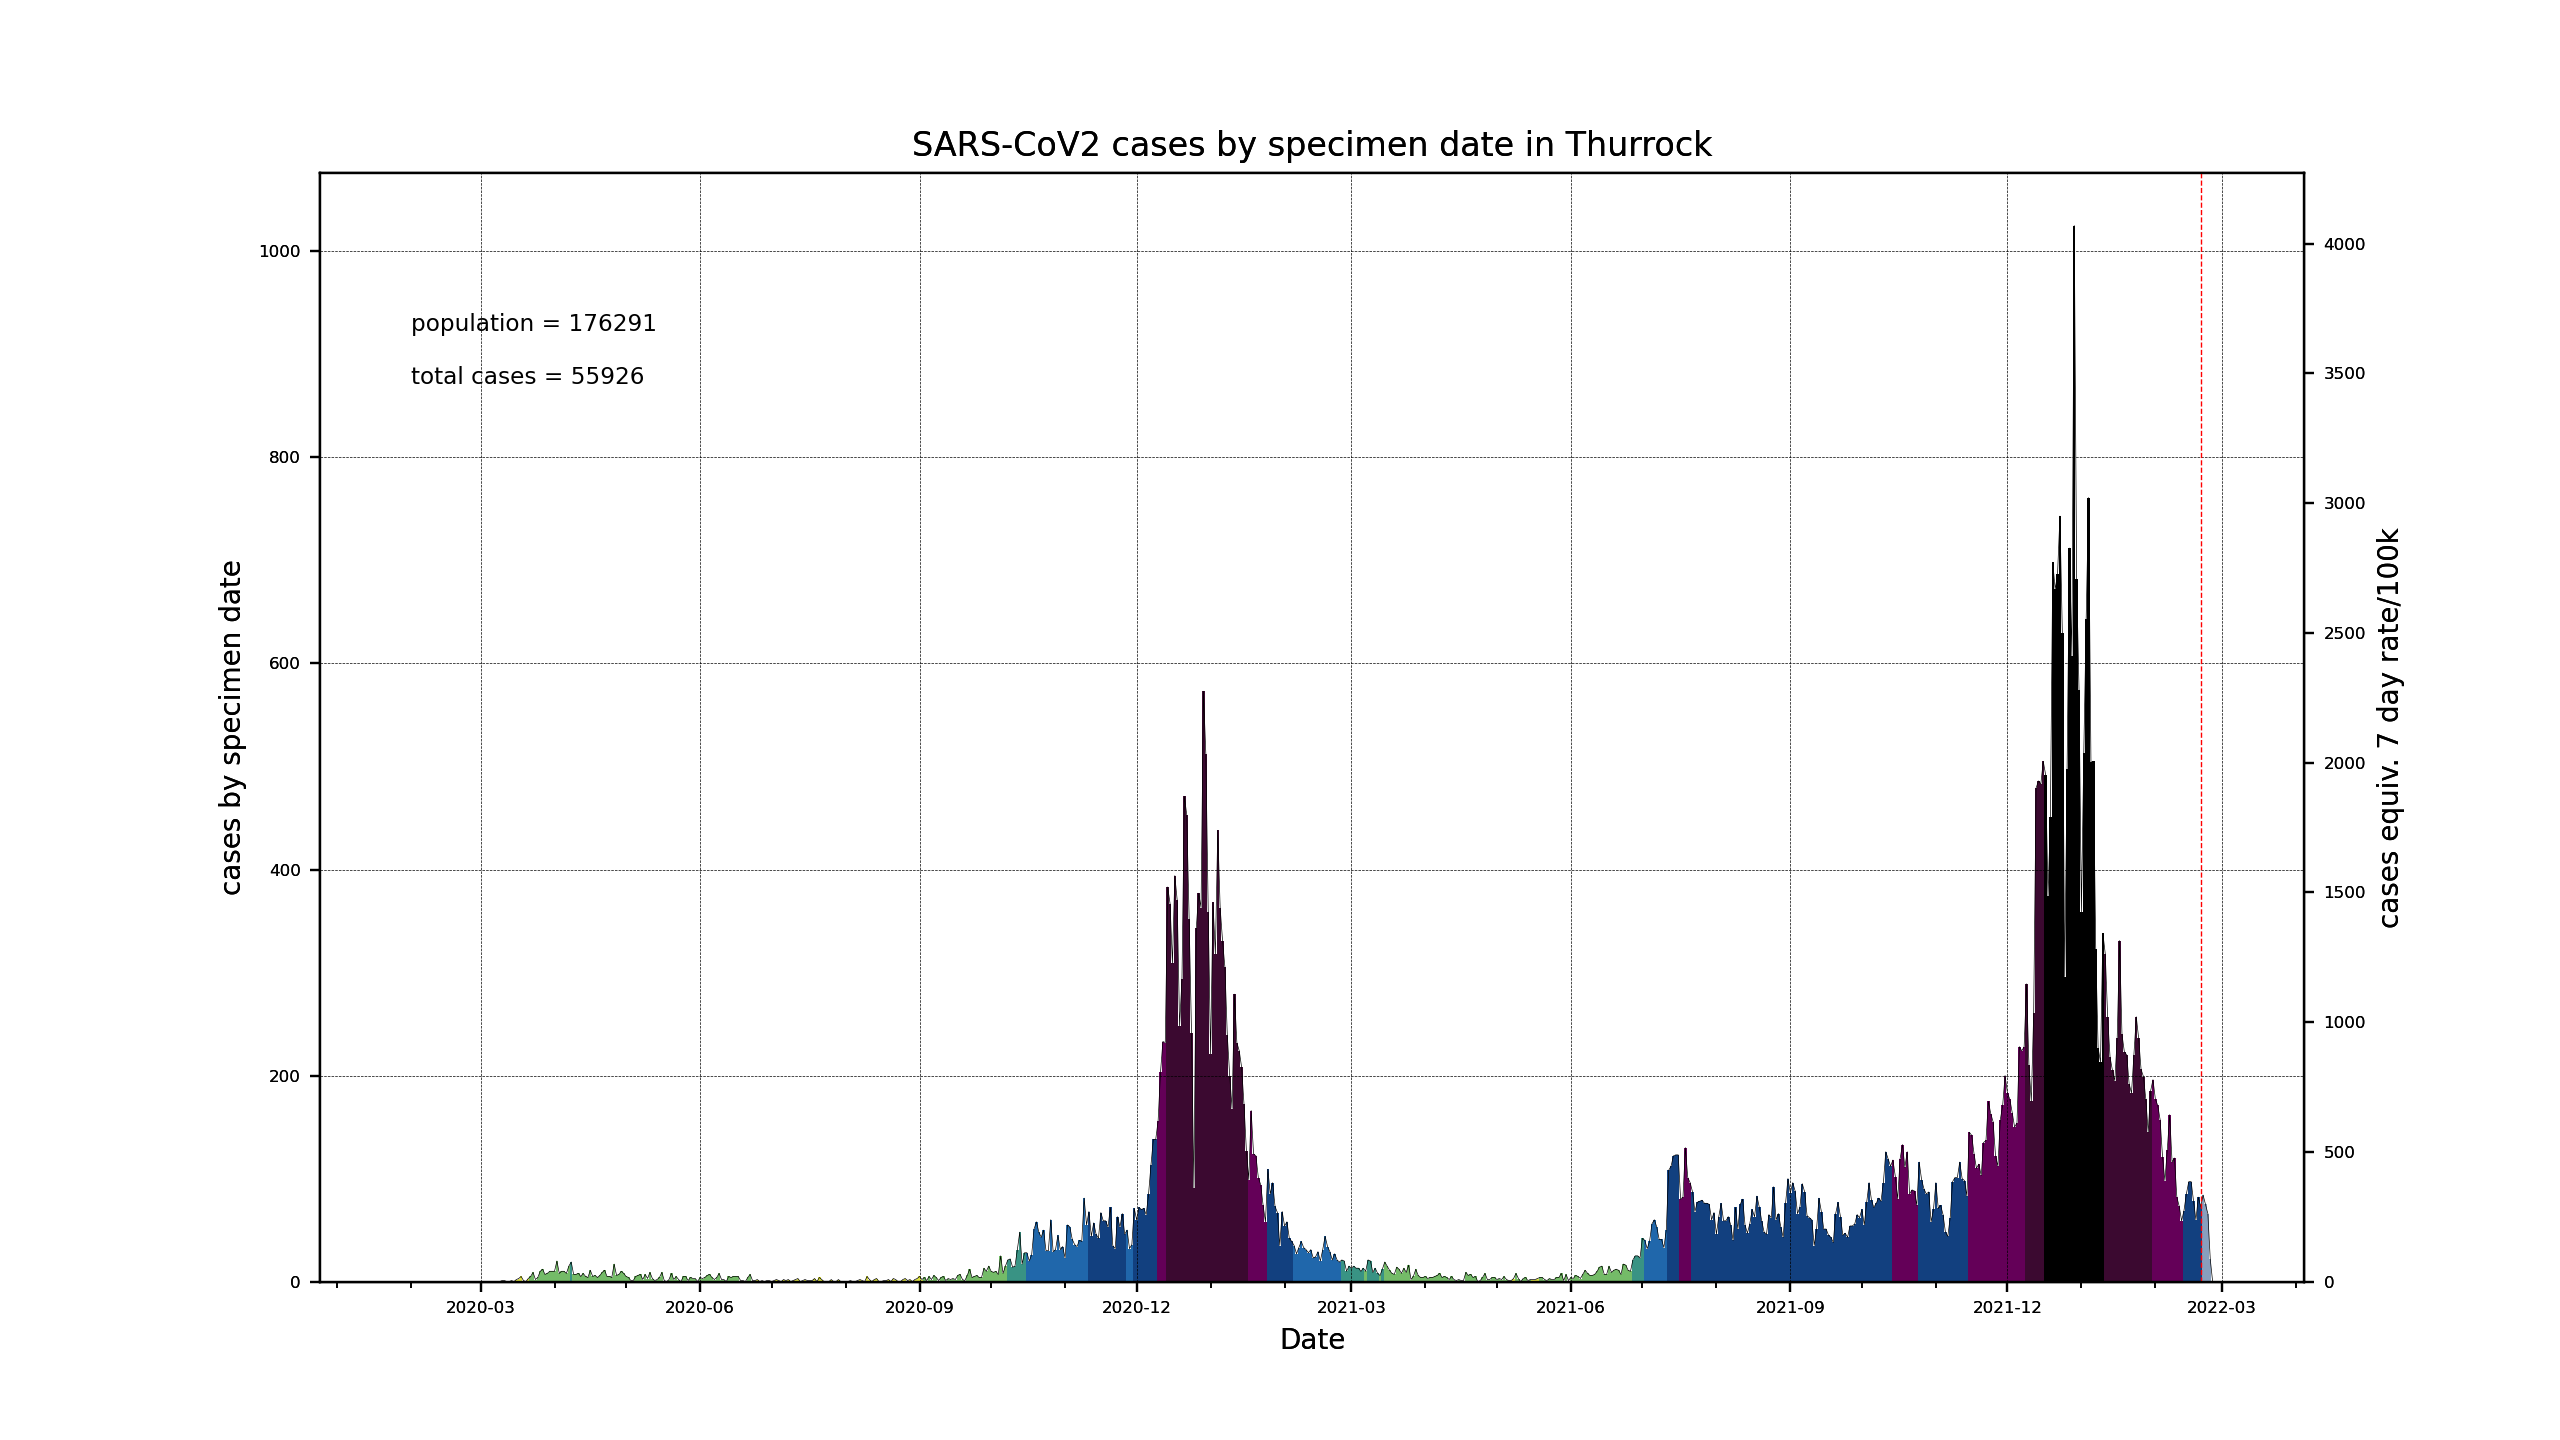 SARS-CoV2 cases by specimen date in Thurrock
population = 176291
total cases = 55926
cases by specimen date
1000
800
600
400
200
0
4000
3500
3000
2500
2000
1500
1000
500
0
cases equiv. 7 day rate/100k
2020-03 2020-06 2020-09 2020-12 2021-03 2021-06 2021-09 2021-12 2022-03
Date